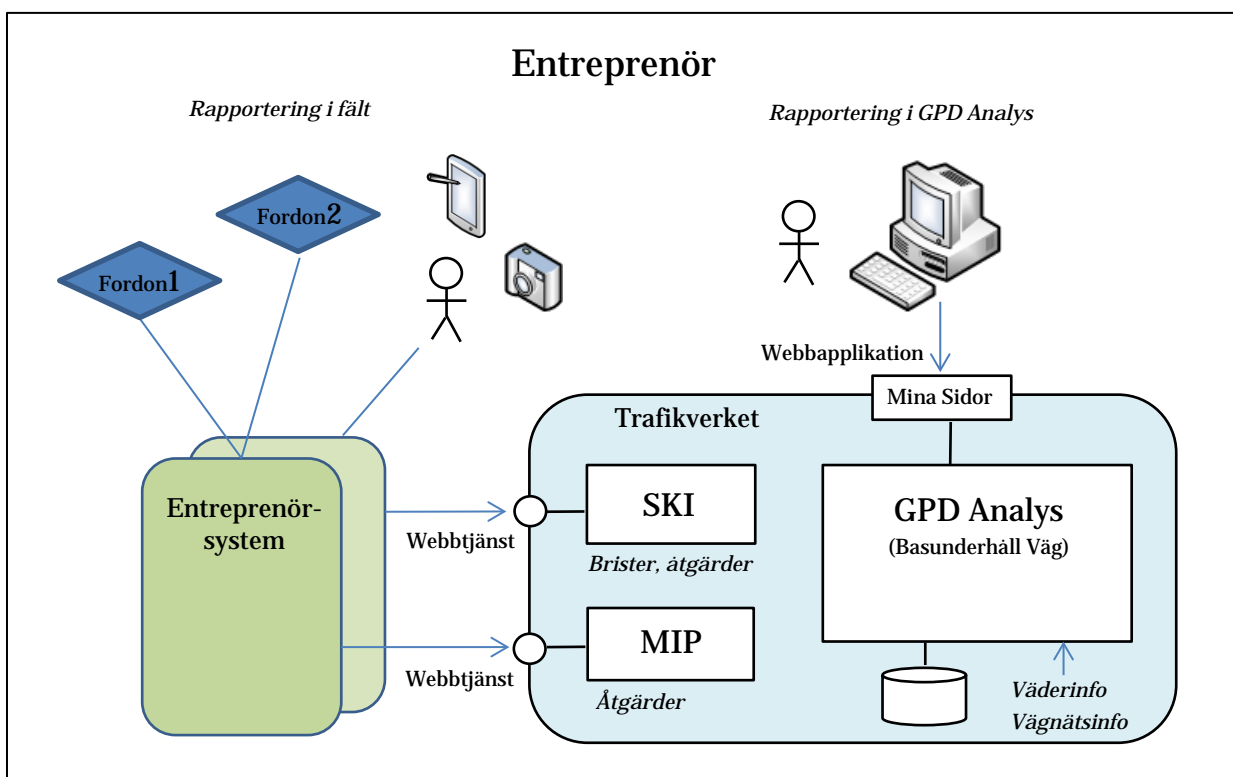 Entreprenör
Rapportering i fält
Rapportering i GPD Analys
Fordon2
Fordon1
Webbapplikation
Mina Sidor
Trafikverket
Entreprenör-
system
Webbtjänst
SKI
Brister, åtgärder
GPD Analys
(Basunderhåll Väg)
Webbtjänst
MIP
Åtgärder
Väderinfo
Vägnätsinfo